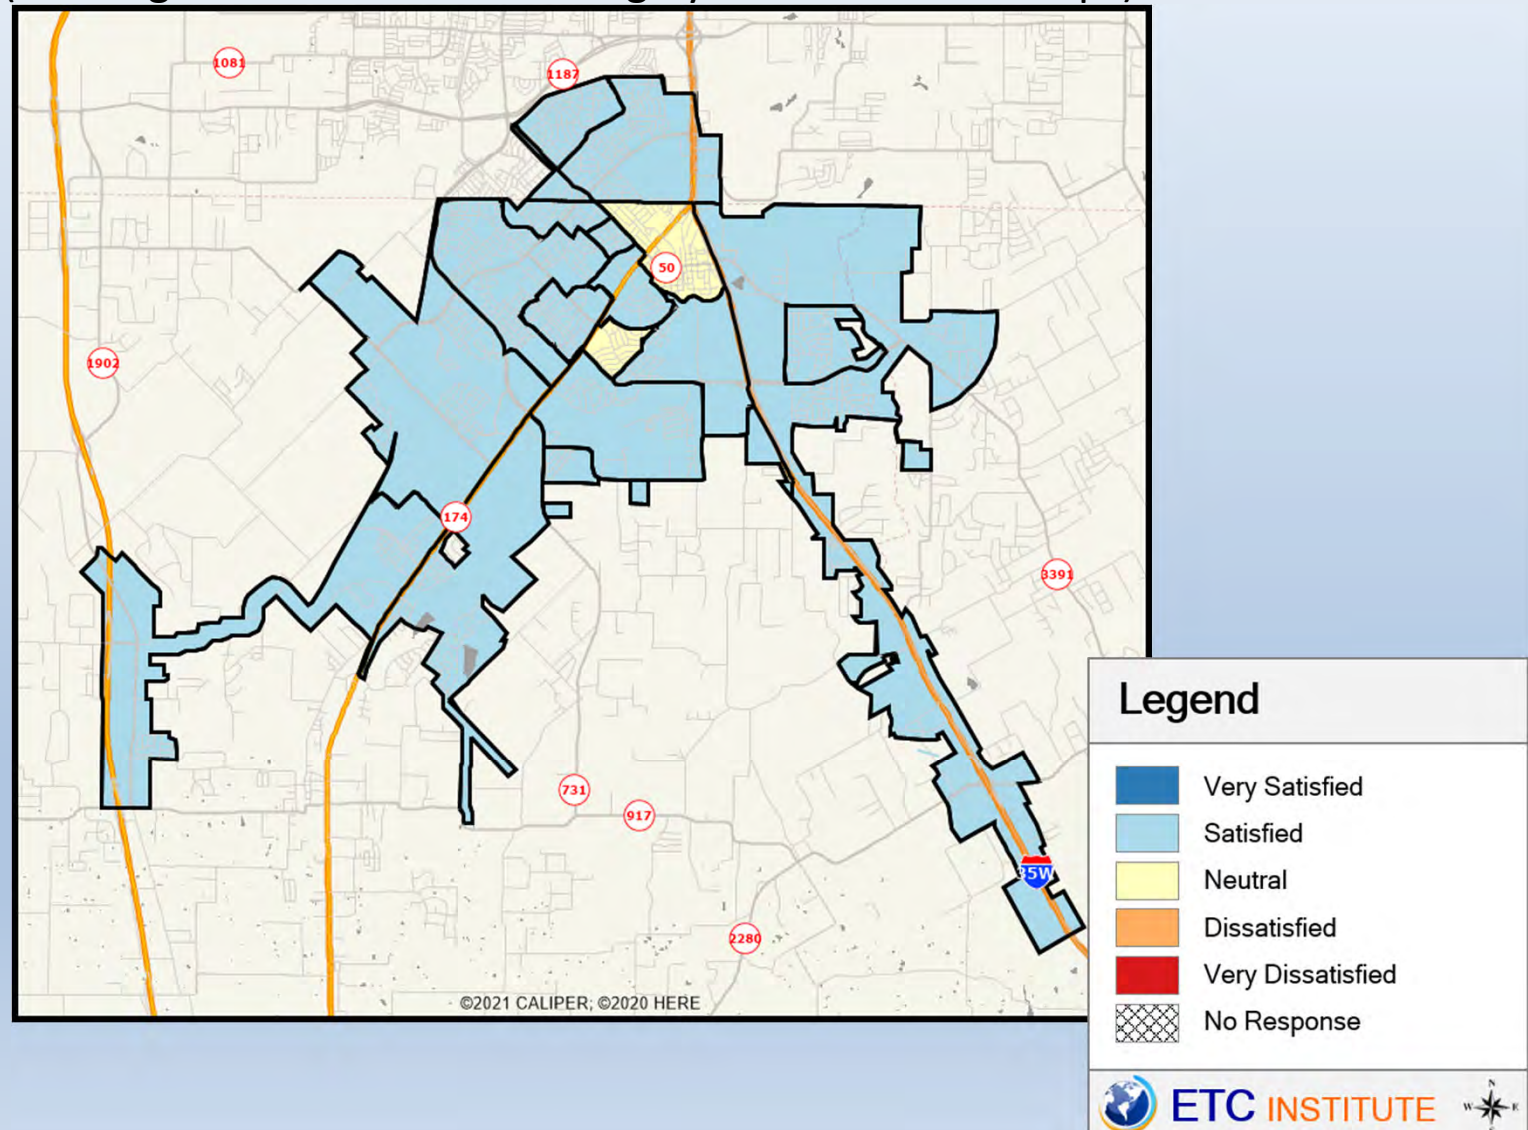 1081
1187
50
1902
174
3391
731
917
35W
2280
©2021 CALIPER; ©2020 HERE
Legend
Very Satisfied
Satisfied
Neutral
Dissatisfied
Very Dissatisfied
No Response
ETC INSTITUTE
N
W E